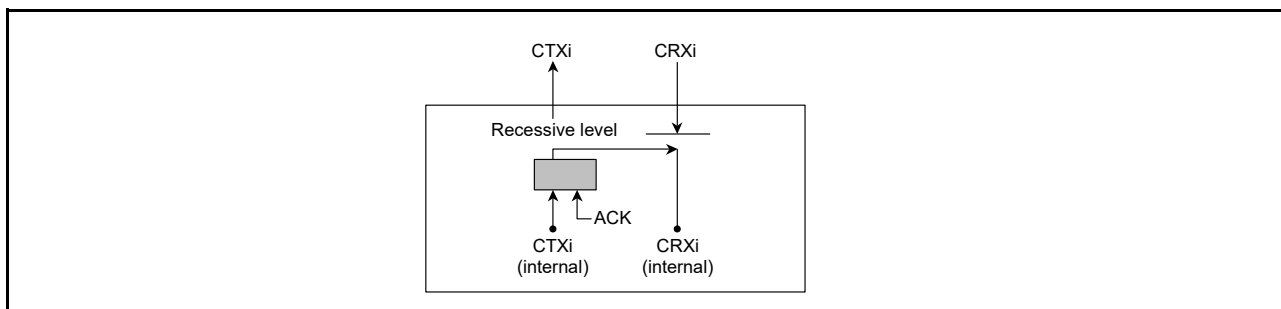 CTXi CRXi
Recessive level
ACK
CTXi CRXi
(internal) (internal)